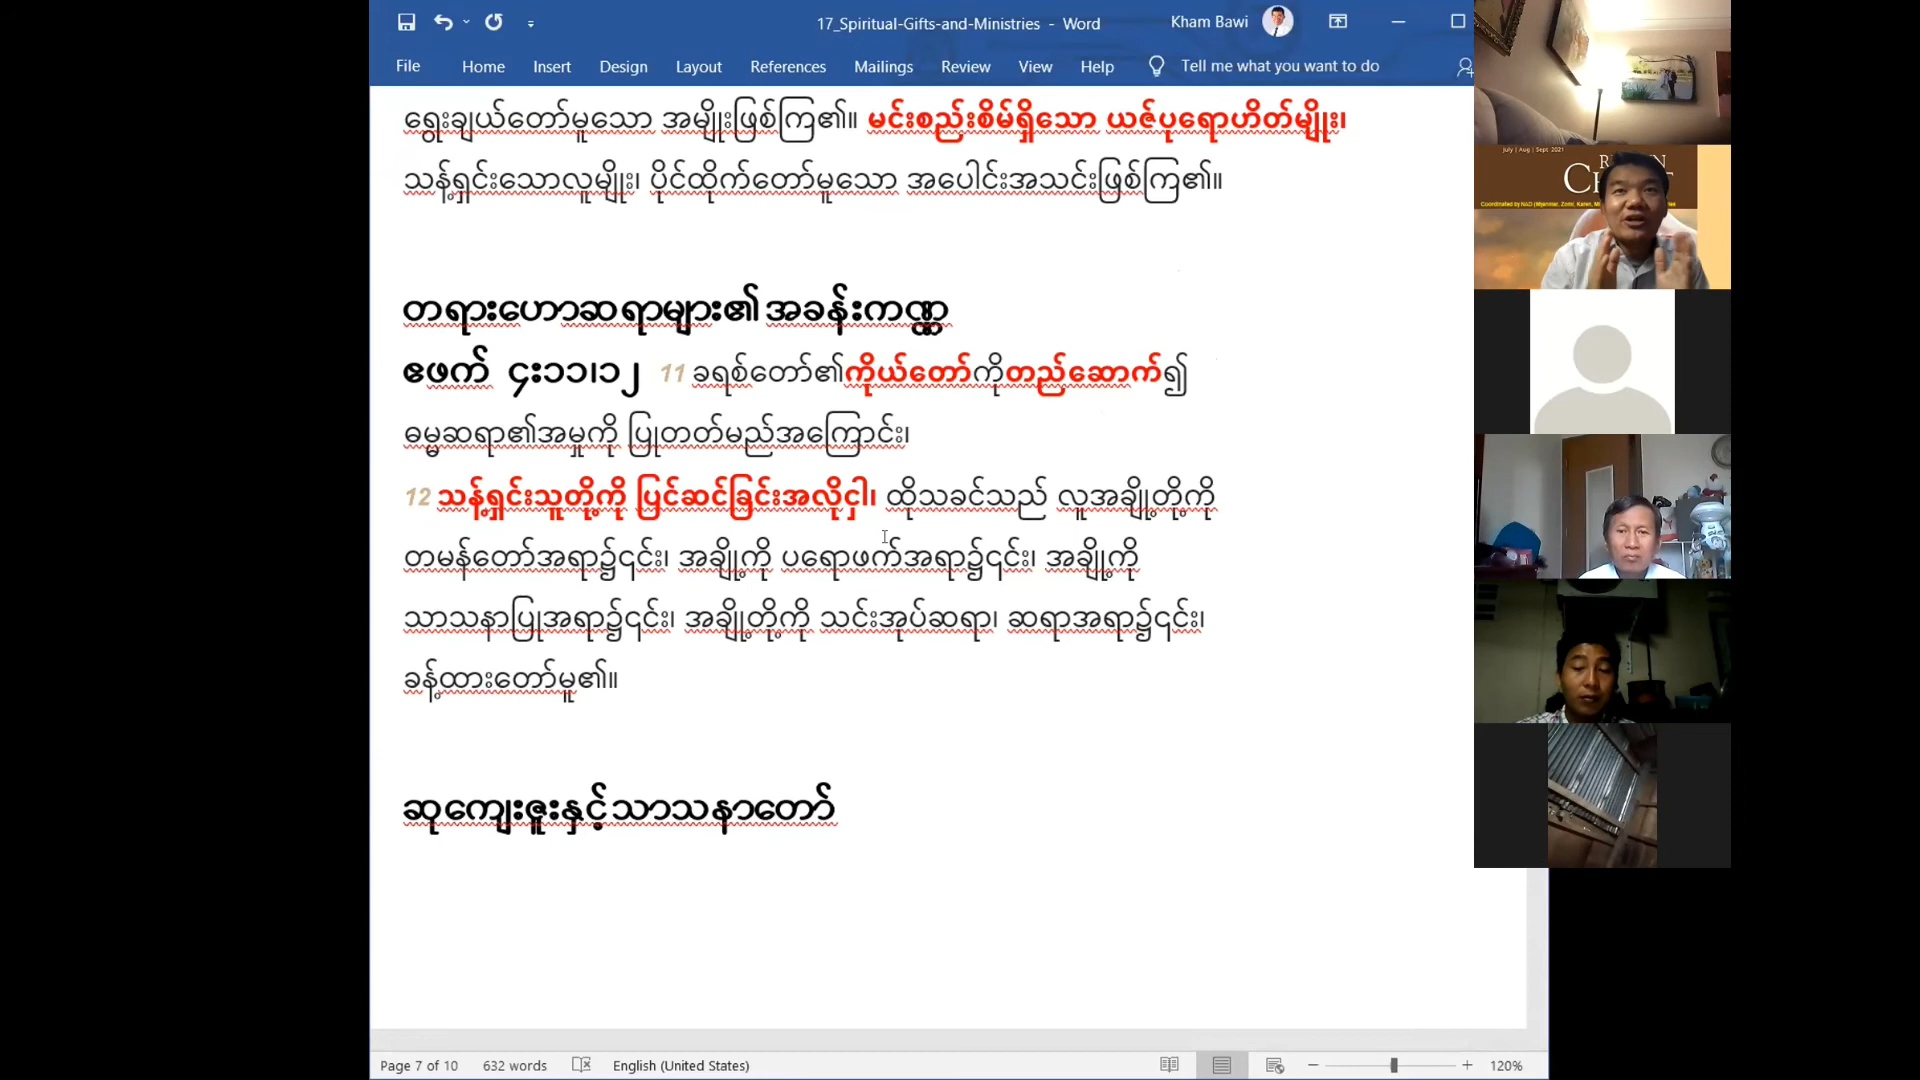 17_Spiritual-Gifts-and-Ministries - Word
Kham Bawi
File Home Insert Design Layout References Mailings Review View Help Tell me what you want to do
ရွေးချယ်တော်မူသော အမျိုးဖြစ်ကြ၏။ မင်းစည်းစိမ်ရှိသော ယဇ်ပုရောဟိတ်မျိုး၊
သန့်ရှင်းသောလူမျိုး၊ ပိုင်ထိုက်တော်မူသော အပေါင်းအသင်းဖြစ်ကြ၏။
တရားဟောဆရာများ၏ အခန်းကဏ္ဍ
ဧဖက် ၄း၁၁၊၁၂ 11 ခရစ်တော်၏ကိုယ်တော်ကိုတည်ဆောက်၍
ဓမ္မဆရာ၏အမှုကို ပြုတတ်မည်အကြောင်း၊
12 သန့်ရှင်းသူတို့ကို ပြင်ဆင်ခြင်းအလိုငှါ၊ ထိုသခင်သည် လူအချို့တို့ကို
တမန်တော်အရာ၌၎င်း၊ အချို့ကို ပရောဖက်အရာ၌၎င်း၊ အချို့ကို
သာသနာပြုအရာ၌၎င်း၊ အချို့တို့ကို သင်းအုပ်ဆရာ၊ ဆရာအရာ၌၎င်း၊
ခန့်ထားတော်မူ၏။
ဆုကျေးဇူးနှင့်သာသနာတော်
July | Aug | Sept 2021
Page 7 of 10 632 words English (United States) 120%